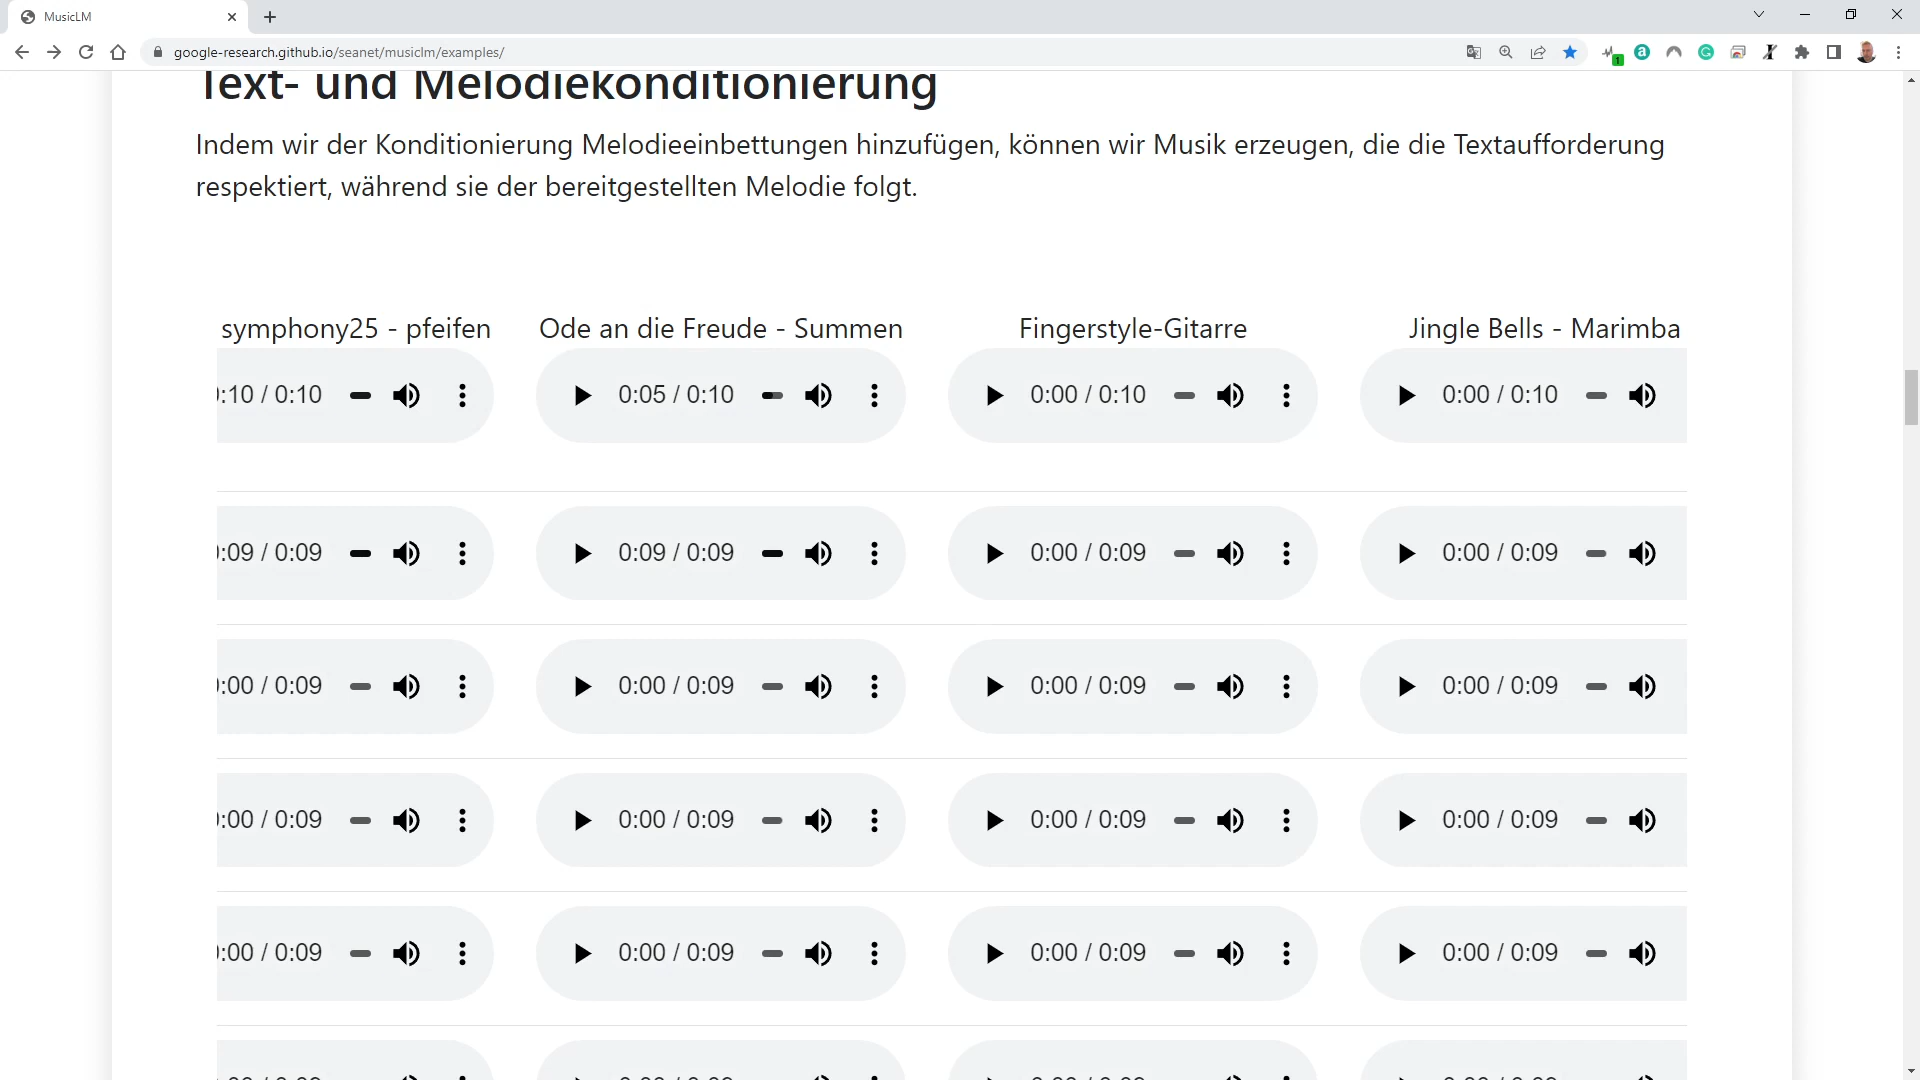 MusicLM
google-research.github.io/seanet/musiclm/examples/
1
Text- und Melodiekonditionierung
Indem wir der Konditionierung Melodieeinbettungen hinzufügen, können wir Musik erzeugen, die die Textaufforderung
respektiert, während sie der bereitgestellten Melodie folgt.
symphony25 - pfeifen Ode an die Freude - Summen Fingerstyle-Gitarre Jingle Bells - Marimba
:10 / 0:10 0:05 / 0:10 0:00 / 0:10 0:00 / 0:10
:09 / 0:09 0:09 / 0:09 0:00 / 0:09 0:00 / 0:09
:00 / 0:09 0:00 / 0:09 0:00 / 0:09 0:00 / 0:09
:00 / 0:09 0:00 / 0:09 0:00 / 0:09 0:00 / 0:09
:00 / 0:09 0:00 / 0:09 0:00 / 0:09 0:00 / 0:09